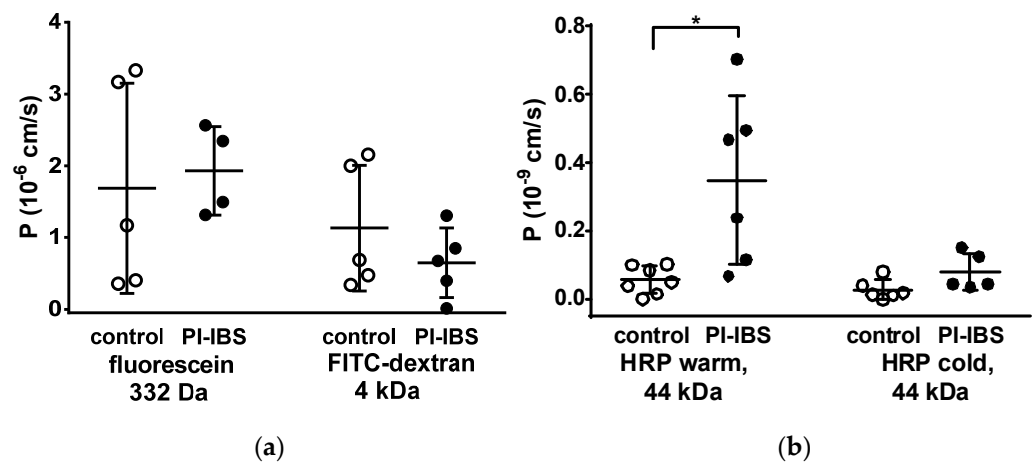 4
3
2
1
0
P (10⁻⁶ cm/s)
control PI-IBS control PI-IBS
fluorescein FITC-dextran
332 Da 4 kDa
(a)
*
0.8
0.6
0.4
0.2
0.0
P (10⁻⁹ cm/s)
control PI-IBS control PI-IBS
HRP warm, HRP cold,
44 kDa 44 kDa
(b)